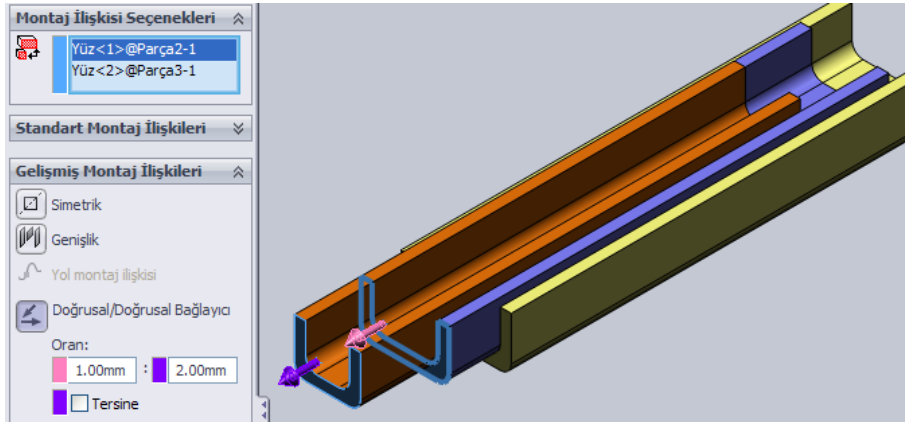 Montaj İlişkisi Seçenekleri
Yüz<1>@Parça2-1
Yüz<2>@Parça3-1
Standart Montaj İlişkileri
Gelişmiş Montaj İlişkileri
Simetrik
Genişlik
Yol montaj ilişkisi
Doğrusal/Doğrusal Bağlayıcı
Oran:
1.00mm : 2.00mm
Tersine